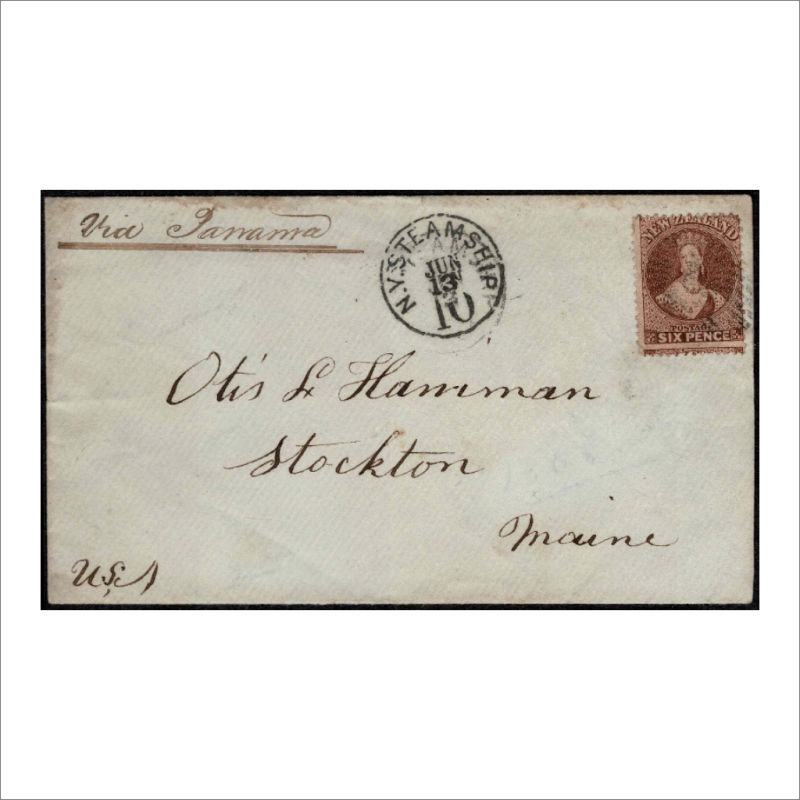 Via Panama
N.Y. STEAMSHIP
JUN
13
10
NEW ZEALAND
POSTAGE
SIX PENCE
Otis L Hamman
Stockton
Maine
U.S.A